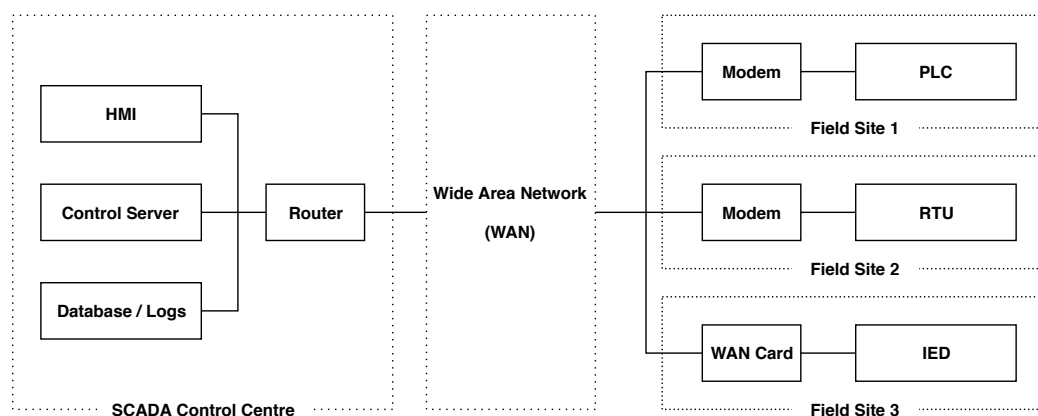 HMI
Control Server
Database / Logs
Router
SCADA Control Centre
Wide Area Network
(WAN)
Modem
PLC
Field Site 1
Modem
RTU
Field Site 2
WAN Card
IED
Field Site 3